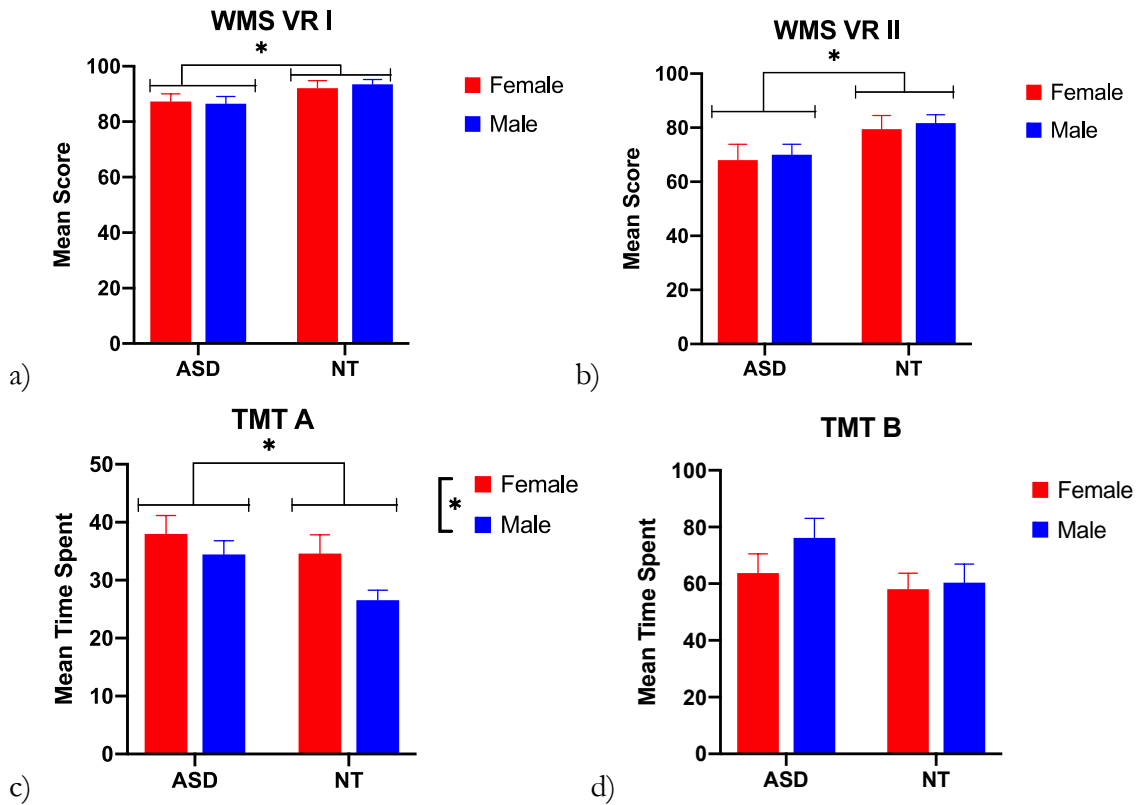 WMS VR I
*
100
80
60
40
20
0
Mean Score
ASD NT
Female
Male
a)
WMS VR II
*
100
80
60
40
20
0
Mean Score
ASD NT
Female
Male
b)
TMT A
*
50
40
30
20
10
0
Mean Time Spent
ASD NT
* Female
Male
c)
TMT B
100
80
60
40
20
0
Mean Time Spent
ASD NT
Female
Male
d)